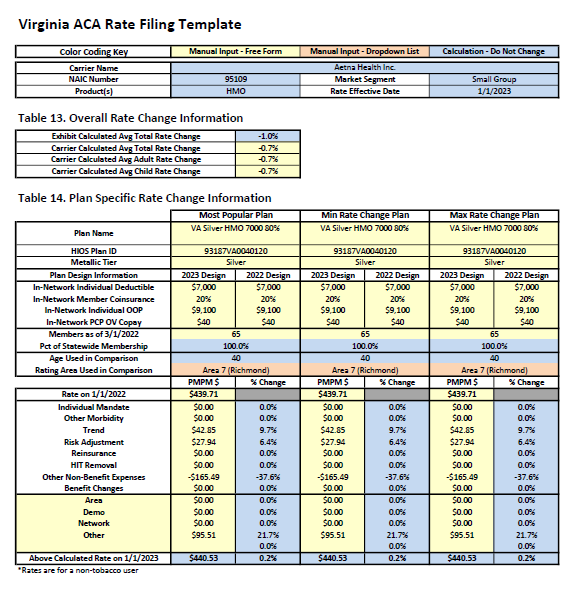 Virginia ACA Rate Filing Template
Color Coding Key Manual Input - Free Form Manual Input - Dropdown List Calculation - Do Not Change
Carrier Name Aetna Health Inc.
NAIC Number 95109 Market Segment Small Group
Product(s) HMO Rate Effective Date 1/1/2023
Table 13. Overall Rate Change Information
Exhibit Calculated Avg Total Rate Change -1.0%
Carrier Calculated Avg Total Rate Change -0.7%
Carrier Calculated Avg Adult Rate Change -0.7%
Carrier Calculated Avg Child Rate Change -0.7%
Table 14. Plan Specific Rate Change Information
Most Popular Plan Min Rate Change Plan Max Rate Change Plan
Plan Name VA Silver HMO 7000 80% VA Silver HMO 7000 80% VA Silver HMO 7000 80%
HIOS Plan ID 93187VA0040120 93187VA0040120 93187VA0040120
Metallic Tier Silver Silver Silver
Plan Design Information 2023 Design 2022 Design 2023 Design 2022 Design 2023 Design 2022 Design
In-Network Individual Deductible $7,000 $7,000 $7,000 $7,000 $7,000 $7,000
In-Network Member Coinsurance 20% 20% 20% 20% 20% 20%
In-Network Individual OOP $9,100 $9,100 $9,100 $9,100 $9,100 $9,100
In-Network PCP OV Copay $40 $40 $40 $40 $40 $40
Members as of 3/1/2022 65 65 65
Pct of Statewide Membership 100.0% 100.0% 100.0%
Age Used in Comparison 40 40 40
Rating Area Used in Comparison Area 7 (Richmond) Area 7 (Richmond) Area 7 (Richmond)
PMPM $ % Change PMPM $ % Change PMPM $ % Change
Rate on 1/1/2022 $439.71 $439.71 $439.71
Individual Mandate $0.00 0.0% $0.00 0.0% $0.00 0.0%
Other Morbidity $0.00 0.0% $0.00 0.0% $0.00 0.0%
Trend $42.85 9.7% $42.85 9.7% $42.85 9.7%
Risk Adjustment $27.94 6.4% $27.94 6.4% $27.94 6.4%
Reinsurance $0.00 0.0% $0.00 0.0% $0.00 0.0%
HIT Removal $0.00 0.0% $0.00 0.0% $0.00 0.0%
Other Non-Benefit Expenses -$165.49 -37.6% -$165.49 -37.6% -$165.49 -37.6%
Benefit Changes $0.00 0.0% $0.00 0.0% $0.00 0.0%
Area $0.00 0.0% $0.00 0.0% $0.00 0.0%
Demo $0.00 0.0% $0.00 0.0% $0.00 0.0%
Network $0.00 0.0% $0.00 0.0% $0.00 0.0%
Other $95.51 21.7% $95.51 21.7% $95.51 21.7%
0.0% 0.0% 0.0%
Above Calculated Rate on 1/1/2023 $440.53 0.2% $440.53 0.2% $440.53 0.2%
*Rates are for a non-tobacco user